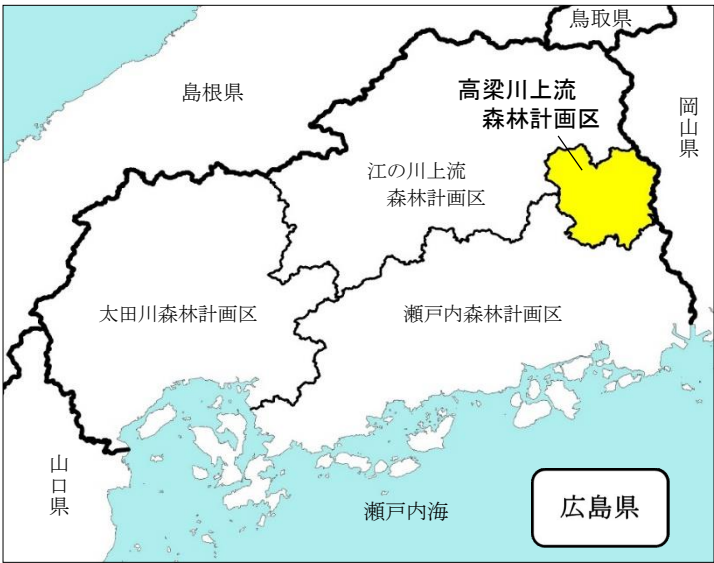 鳥取県
島根県
高梁川上流
森林計画区
岡山県
江の川上流
森林計画区
太田川森林計画区
瀬戸内森林計画区
山口県
瀬戸内海
広島県